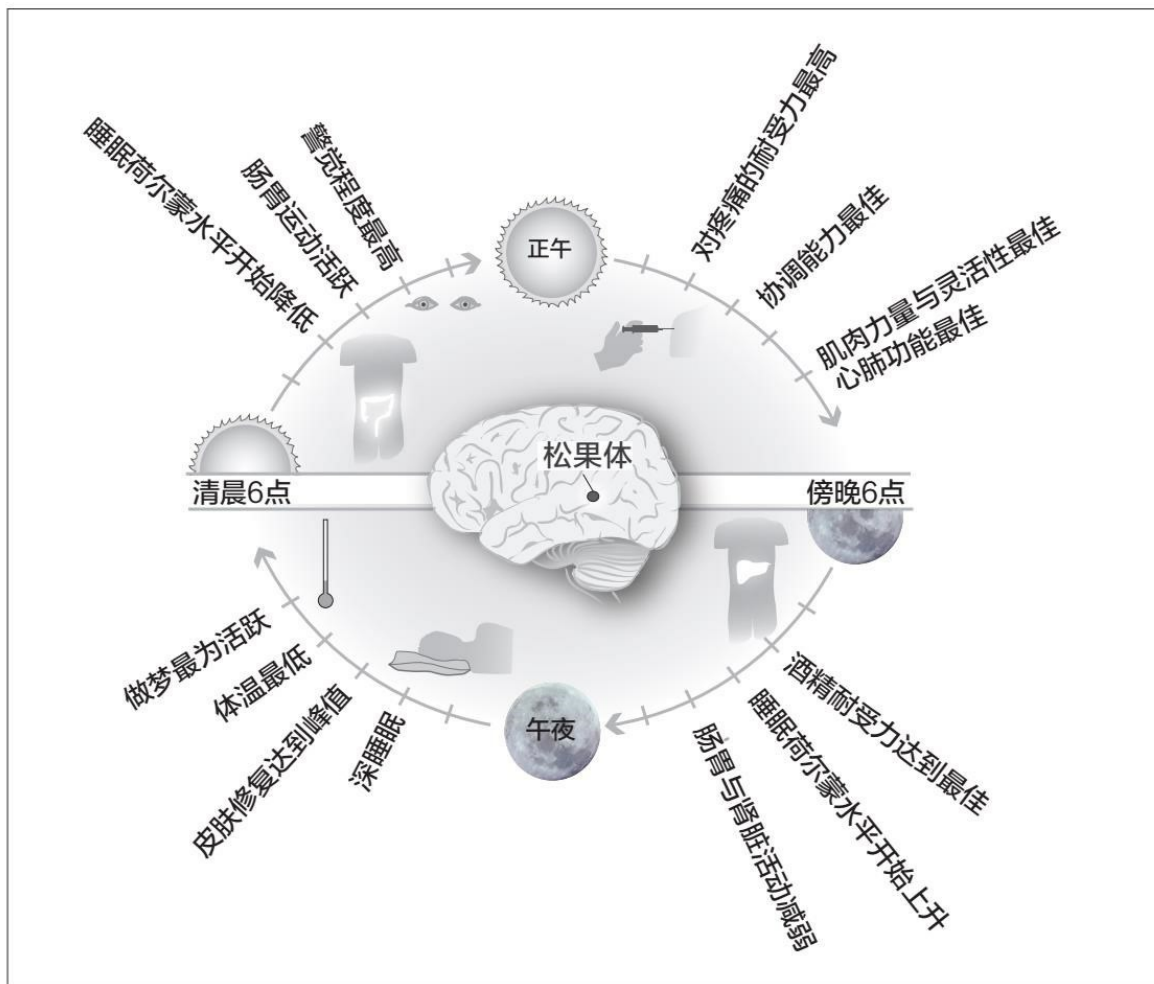 睡眠荷尔蒙水平开始降低
肠胃运动活跃
警觉程度最高
正午
对疼痛的耐受力最高
协调能力最佳
肌肉力量与灵活性最佳
心肺功能最佳
松果体
清晨6点
傍晚6点
酒精耐受力达到最佳
睡眠荷尔蒙水平开始上升
肠胃与肾脏活动减弱
午夜
深睡眠
皮肤修复达到峰值
体温最低
做梦最为活跃